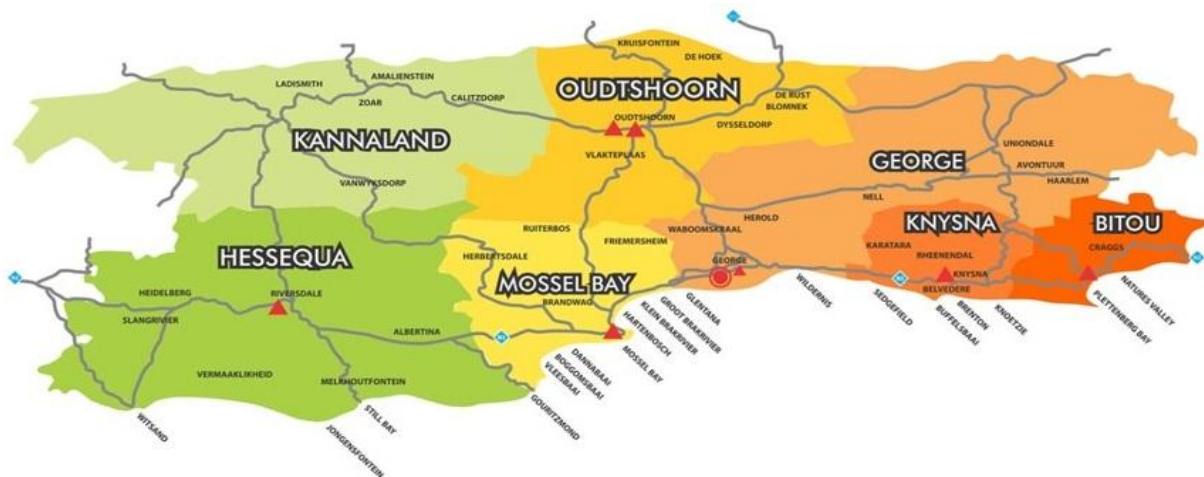 KRUISFONTEIN
DE HOEK
OUDTSHOORN
AMALIENSTEIN
LADISMITH
ZOAR
CALITZDORP
DE RUST
BLOMNEK
OUDTSHOORN
DYSSELDORP
KANNALAND
VLAKTEPLAAS
UNIONDALE
GEORGE
AVONTUUR
HAARLEM
VANWYKSDORP
NELL
HEROLD
KNYSNA
BITOU
RUITERBOS
WABOOMSKRAAL
FRIEMERSHEIM
KARATARA
CRAGGS
HESSEQUA
HERBERTSDALE
RHEENENDAL
GEORGE
MOSSEL BAY
KNYSNA
BELVEDERE
HEIDELBERG
RIVERSDALE
BRANDWAG
SLANGRIVIER
ALBERTINA
GLENTANA
GROOT BRAKRIVIER
KLEIN BRAKRIVIER
HARTENBOSCH
MOSSEL BAY
WILDERNIS
SEDGEFIELD
BUFFELSBAAI
BRENTON
KNOETZIE
PLETTENBERG BAY
NATURES VALLEY
DANNABAAI
BOGGOMSBAAI
VLEESBAAI
VERMAAKLIKHEID
MELKHOUTFONTEIN
GOURITZMOND
STILL BAY
JONGENSFONTEIN
WITSAND